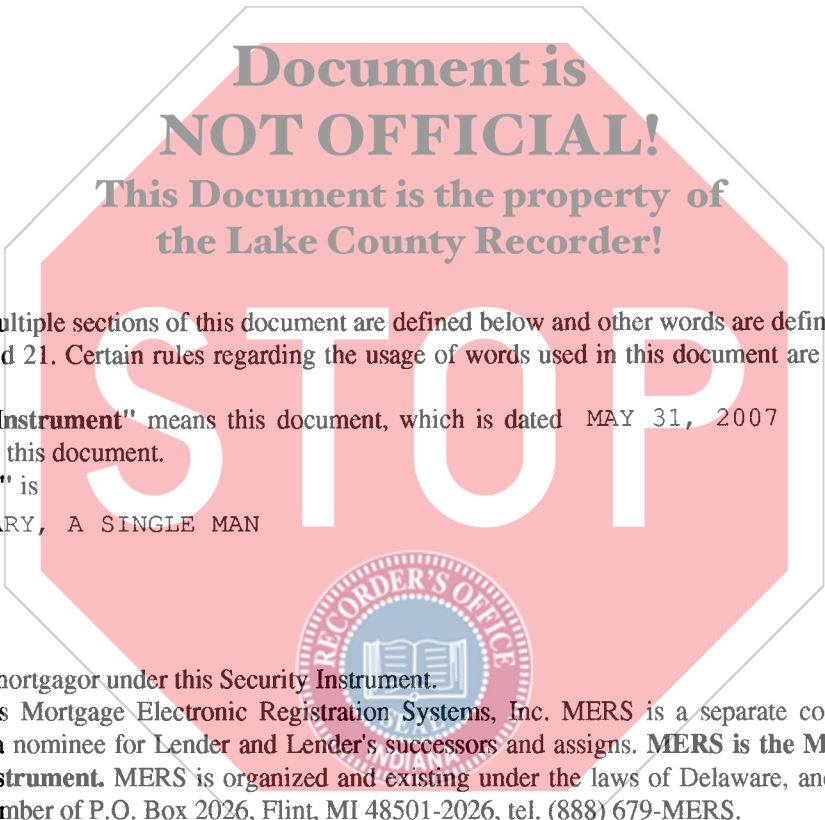 Document is
NOT OFFICIAL!
This Document is the property of
the Lake County Recorder!
STOP
ultiple sections of this document are defined below and other words are defin
d 21. Certain rules regarding the usage of words used in this document are
Instrument" means this document, which is dated MAY 31, 2007
this document.
" is
ARY, A SINGLE MAN
RECORDER'S OFFICE
SEAL
INDIANA
mortgagor under this Security Instrument.
s Mortgage Electronic Registration Systems, Inc. MERS is a separate co
a nominee for Lender and Lender's successors and assigns. MERS is the M
strument. MERS is organized and existing under the laws of Delaware, an
mber of P.O. Box 2026, Flint, MI 48501-2026, tel. (888) 679-MERS.